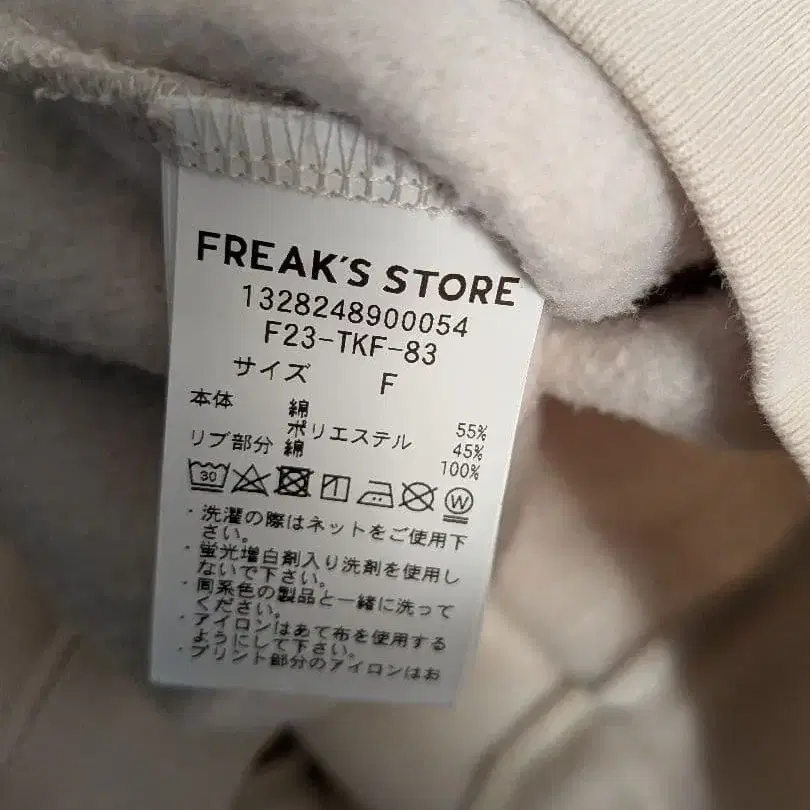 FREAK'S STORE
1328248900054
F23-TKF-83
サイズ F
本体 綿 55%
ポリエステル 45%
リブ部分 綿 100%
30 W
・洗濯の際はネットをご使用下
さい。
・蛍光増白剤入り洗剤を使用し
ないで下さい。
・同系色の製品と一緒に洗って
ください。
・アイロンはあて布を使用する
ようにして下さい。
・プリント部分のアイロンはお